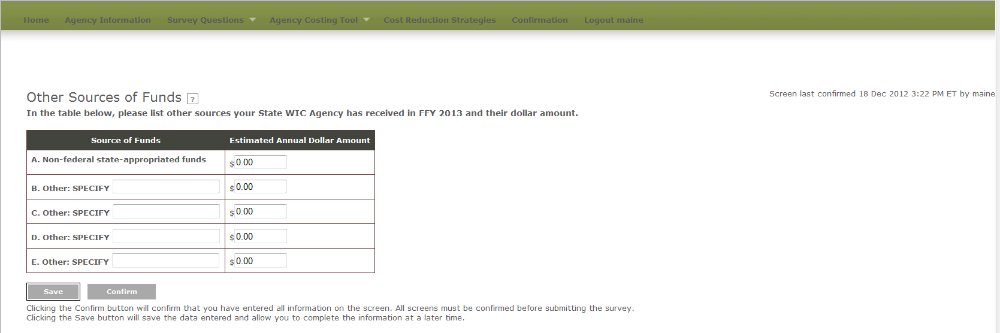 Home Agency Information Survey Questions Agency Costing Tool Cost Reduction Strategies Confirmation Logout maine
Other Sources of Funds ?
Screen last confirmed 18 Dec 2012 3:22 PM ET by maine
In the table below, please list other sources your State WIC Agency has received in FFY 2013 and their dollar amount.
Source of Funds Estimated Annual Dollar Amount
A. Non-federal state-appropriated funds $ 0.00
B. Other: SPECIFY $ 0.00
C. Other: SPECIFY $ 0.00
D. Other: SPECIFY $ 0.00
E. Other: SPECIFY $ 0.00
Save Confirm
Clicking the Confirm button will confirm that you have entered all information on the screen. All screens must be confirmed before submitting the survey.
Clicking the Save button will save the data entered and allow you to complete the information at a later time.